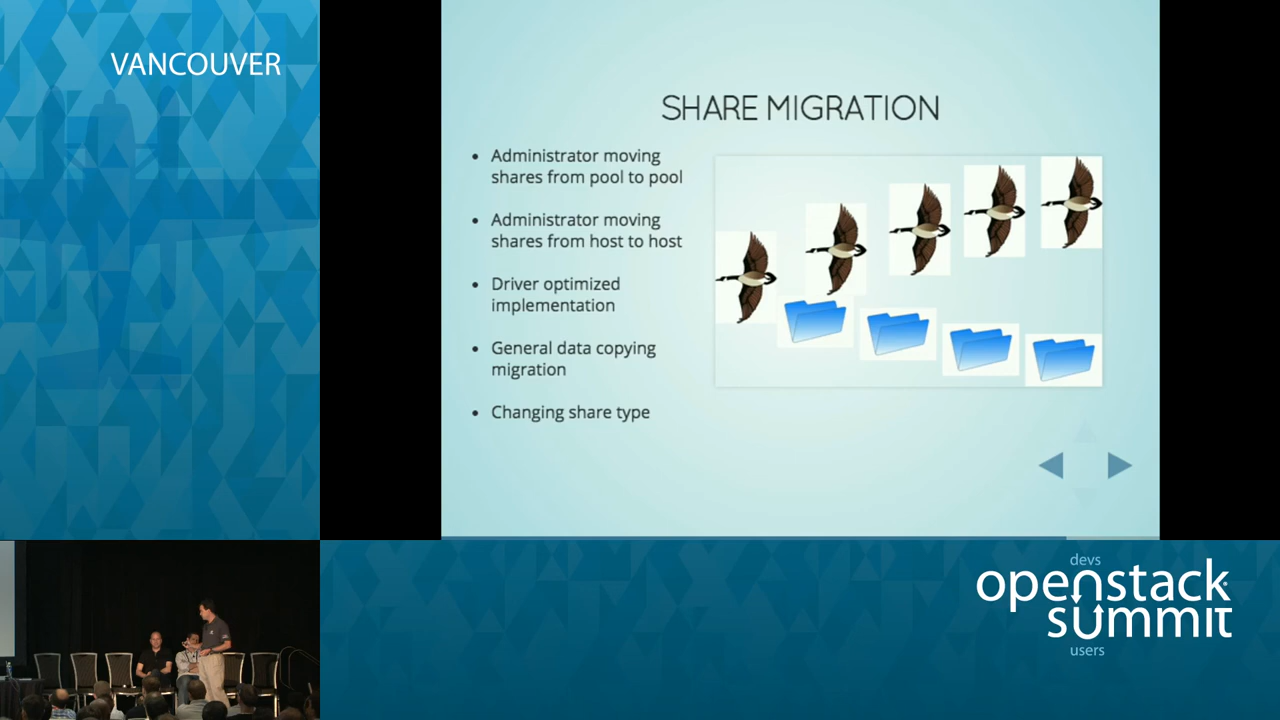 VANCOUVER
SHARE MIGRATION
• Administrator moving
shares from pool to pool
• Administrator moving
shares from host to host
• Driver optimized
implementation
• General data copying
migration
• Changing share type
devs
openstack
summit
users